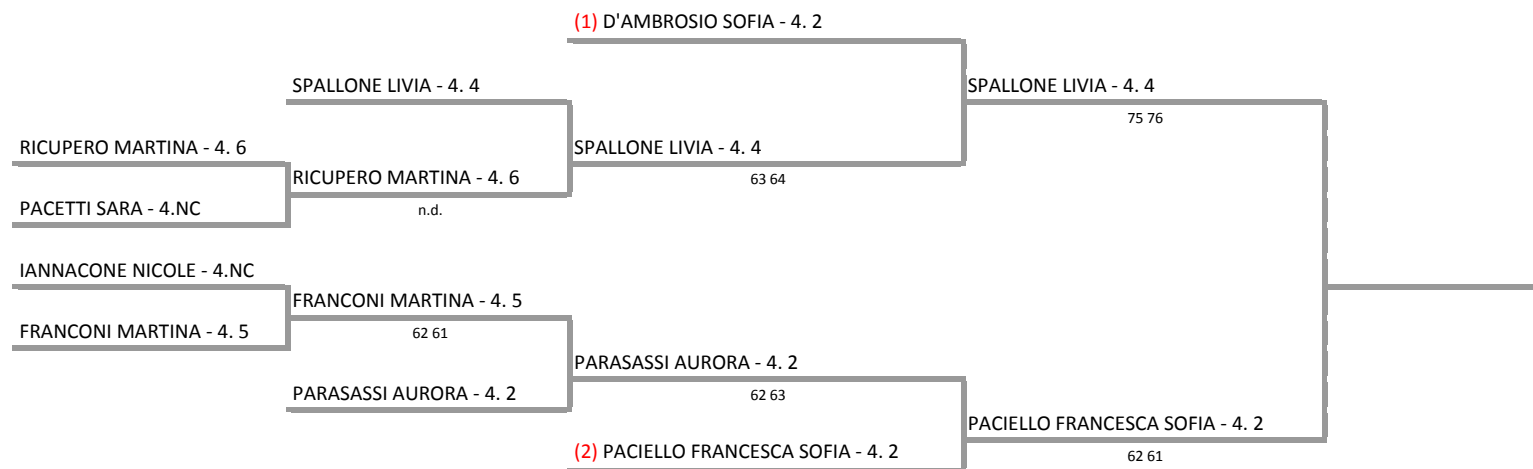 (1) D'AMBROSIO SOFIA - 4. 2
SPALLONE LIVIA - 4. 4
SPALLONE LIVIA - 4. 4
75 76
RICUPERO MARTINA - 4. 6
SPALLONE LIVIA - 4. 4
63 64
RICUPERO MARTINA - 4. 6
n.d.
PACETTI SARA - 4.NC
IANNACONE NICOLE - 4.NC
FRANCONI MARTINA - 4. 5
62 61
FRANCONI MARTINA - 4. 5
PARASASSI AURORA - 4. 2
62 63
PARASASSI AURORA - 4. 2
PACIELLO FRANCESCA SOFIA - 4. 2
62 61
(2) PACIELLO FRANCESCA SOFIA - 4. 2